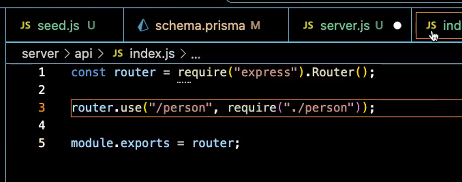 JS seed.js U
schema.prisma M
JS server.js U
JS ind
server > api > JS index.js > ...
1 const router = require("express").Router();
2
3 router.use("/person", require("./person"));
4
5 module.exports = router;